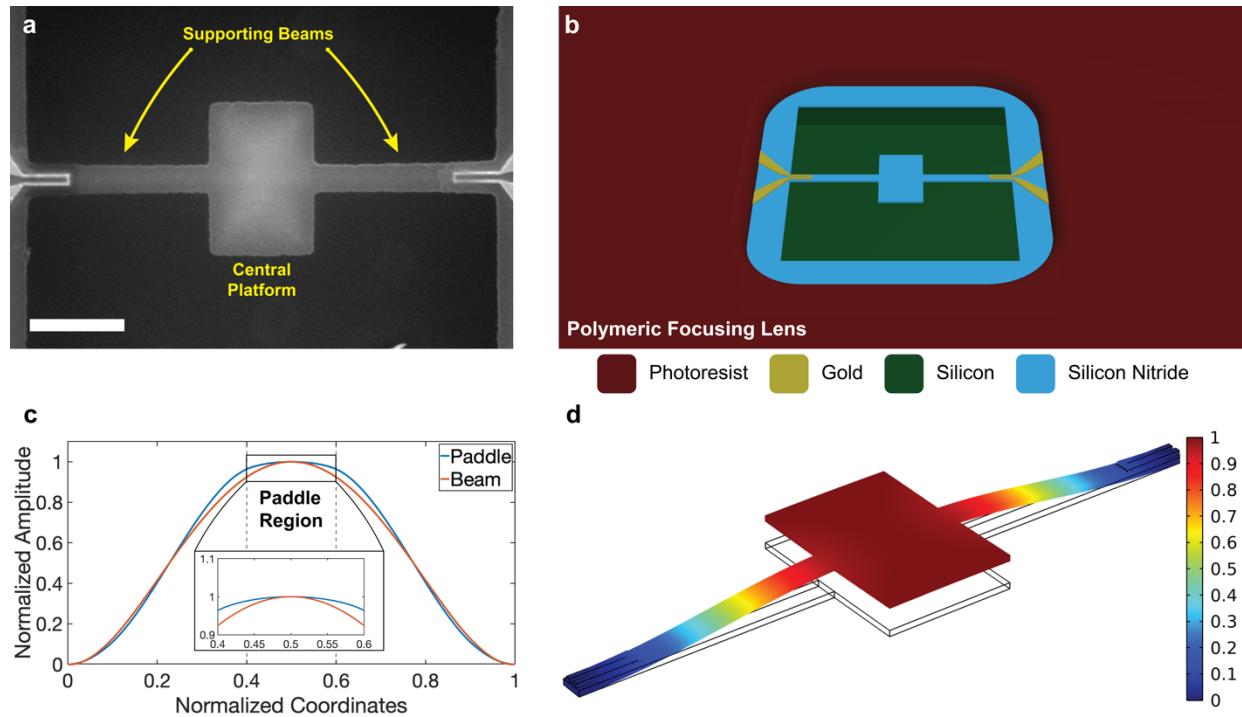 a
Supporting Beams
Central
Platform
b
Polymeric Focusing Lens
Photoresist
Gold
Silicon
Silicon Nitride
c
Normalized Amplitude
1
0.8
0.6
0.4
0.2
0
Paddle
Beam
Paddle
Region
1.1
1
0.9
0.4
0.45
0.5
0.55
0.6
0
0.2
0.4
0.6
0.8
1
Normalized Coordinates
d
1
0.9
0.8
0.7
0.6
0.5
0.4
0.3
0.2
0.1
0